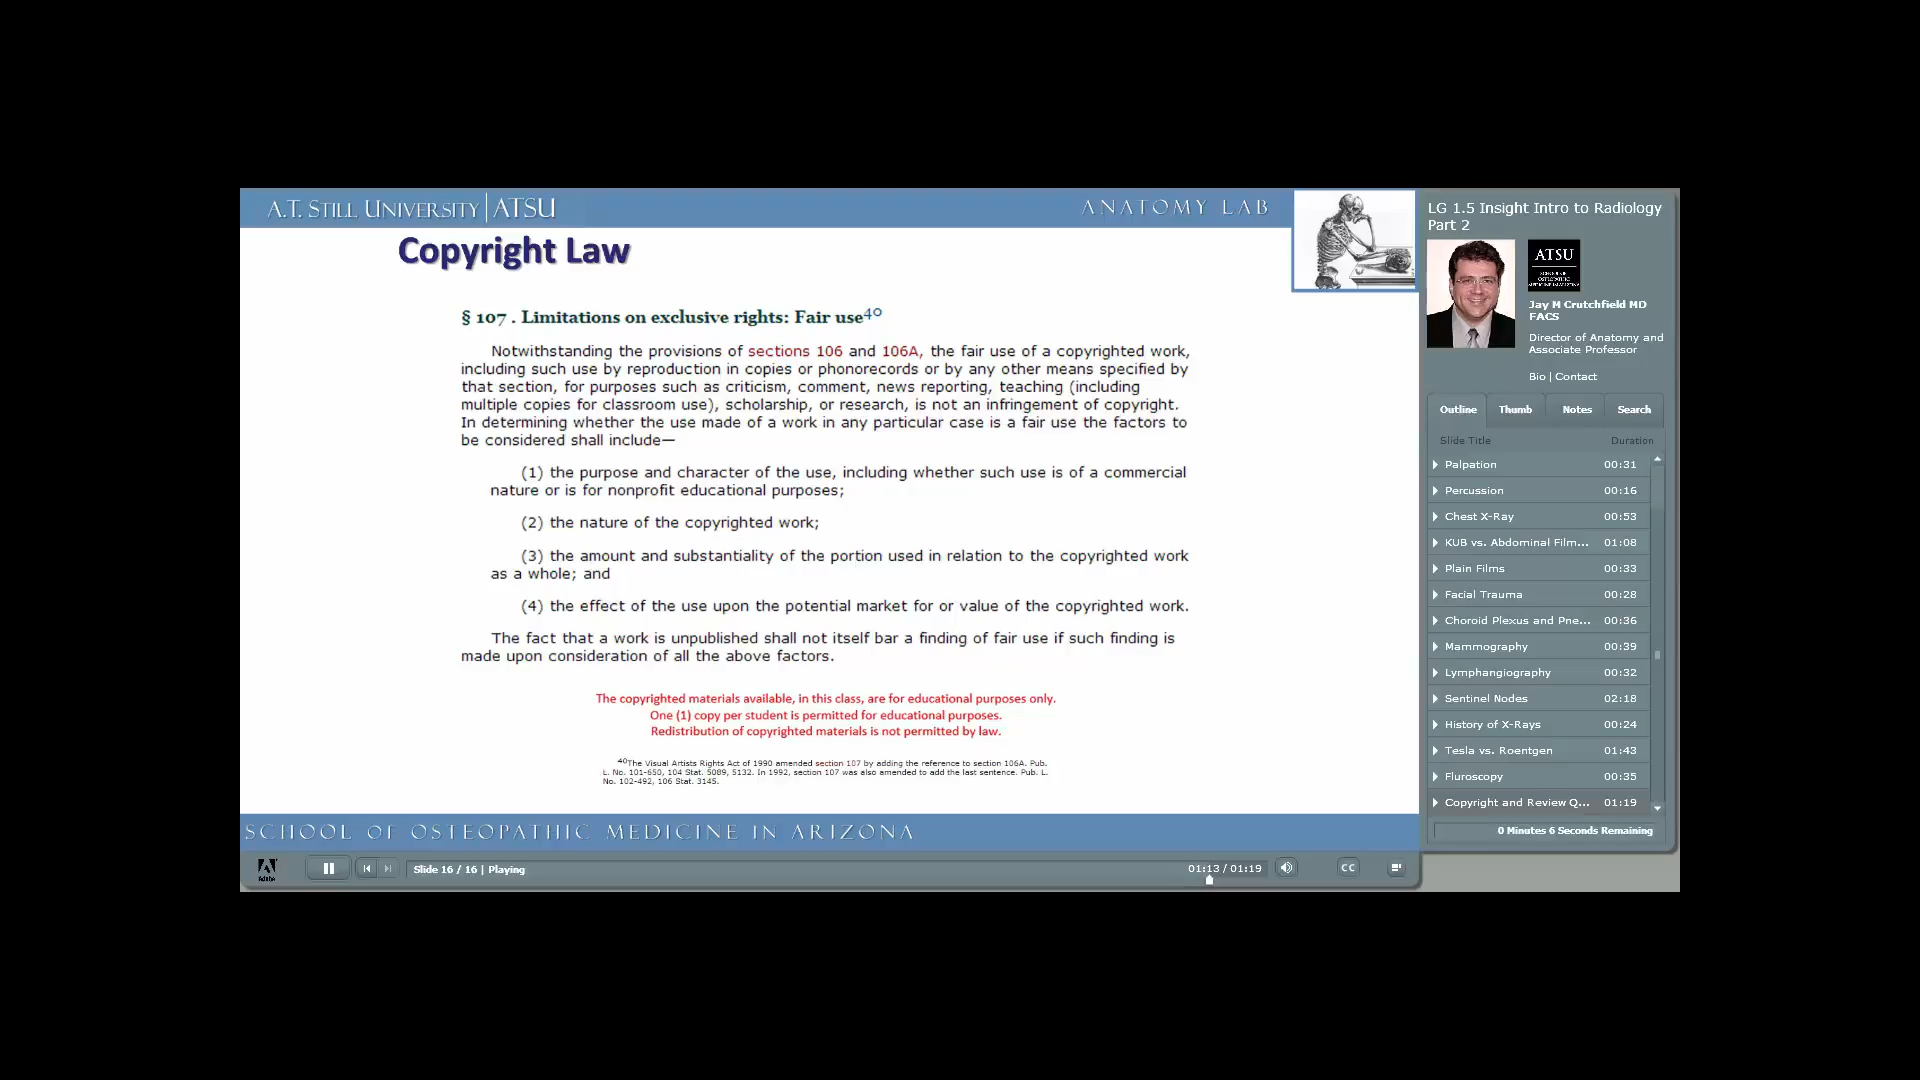 A.T. STILL UNIVERSITY | ATSU
ANATOMY LAB
Copyright Law
§ 107 . Limitations on exclusive rights: Fair use40
Notwithstanding the provisions of sections 106 and 106A, the fair use of a copyrighted work,
including such use by reproduction in copies or phonorecords or by any other means specified by
that section, for purposes such as criticism, comment, news reporting, teaching (including
multiple copies for classroom use), scholarship, or research, is not an infringement of copyright.
In determining whether the use made of a work in any particular case is a fair use the factors to
be considered shall include—
(1) the purpose and character of the use, including whether such use is of a commercial
nature or is for nonprofit educational purposes;
(2) the nature of the copyrighted work;
(3) the amount and substantiality of the portion used in relation to the copyrighted work
as a whole; and
(4) the effect of the use upon the potential market for or value of the copyrighted work.
The fact that a work is unpublished shall not itself bar a finding of fair use if such finding is
made upon consideration of all the above factors.
The copyrighted materials available, in this class, are for educational purposes only.
One (1) copy per student is permitted for educational purposes.
Redistribution of copyrighted materials is not permitted by law.
40The Visual Artists Rights Act of 1990 amended section 107 by adding the reference to section 106A. Pub.
L. No. 101-650, 104 Stat. 5089, 5132. In 1992, section 107 was also amended to add the last sentence. Pub. L.
No. 102-492, 106 Stat. 3145.
SCHOOL OF OSTEOPATHIC MEDICINE IN ARIZONA
Adobe
Slide 16 / 16 | Playing
01:13 / 01:19
CC
LG 1.5 Insight Intro to Radiology
Part 2
ATSU
SCHOOL OF
OSTEOPATHIC
MEDICINE IN ARIZONA
Jay M Crutchfield MD
FACS
Director of Anatomy and
Associate Professor
Bio | Contact
Outline Thumb Notes Search
Slide Title Duration
Palpation 00:31
Percussion 00:16
Chest X-Ray 00:53
KUB vs. Abdominal Film... 01:08
Plain Films 00:33
Facial Trauma 00:28
Choroid Plexus and Pne... 00:36
Mammography 00:39
Lymphangiography 00:32
Sentinel Nodes 02:18
History of X-Rays 00:24
Tesla vs. Roentgen 01:43
Fluroscopy 00:35
Copyright and Review Q... 01:19
0 Minutes 6 Seconds Remaining